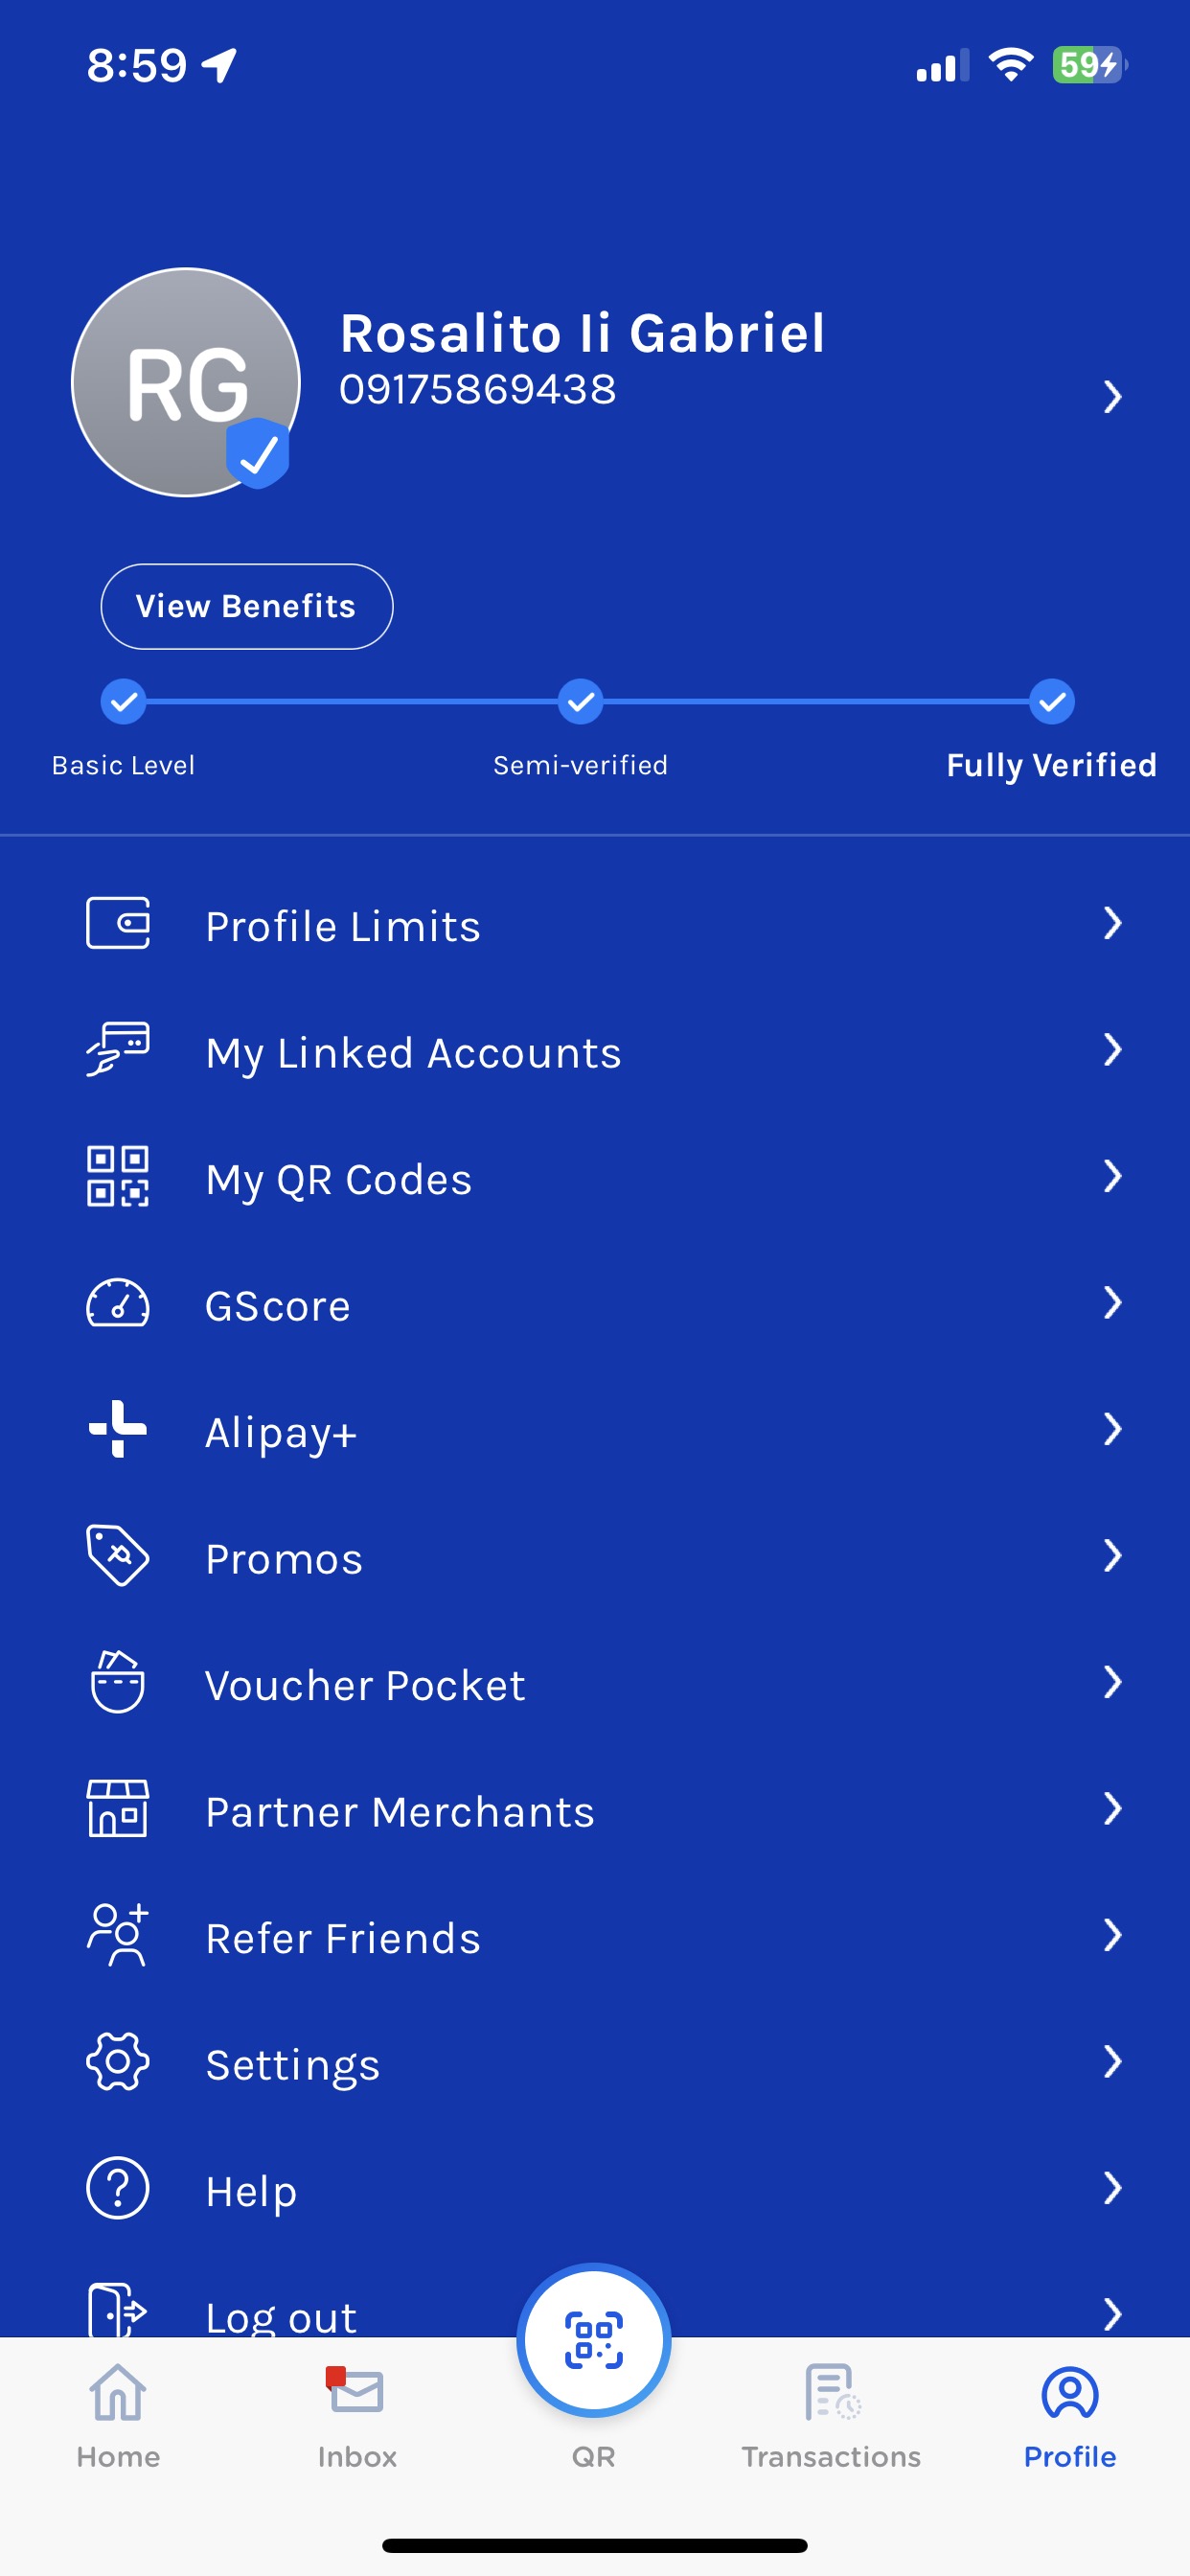 8:59
59
RG
Rosalito Ii Gabriel
09175869438
View Benefits
Basic Level
Semi-verified
Fully Verified
Profile Limits
My Linked Accounts
My QR Codes
GScore
Alipay+
Promos
Voucher Pocket
Partner Merchants
Refer Friends
Settings
Help
Log out
Home
Inbox
QR
Transactions
Profile